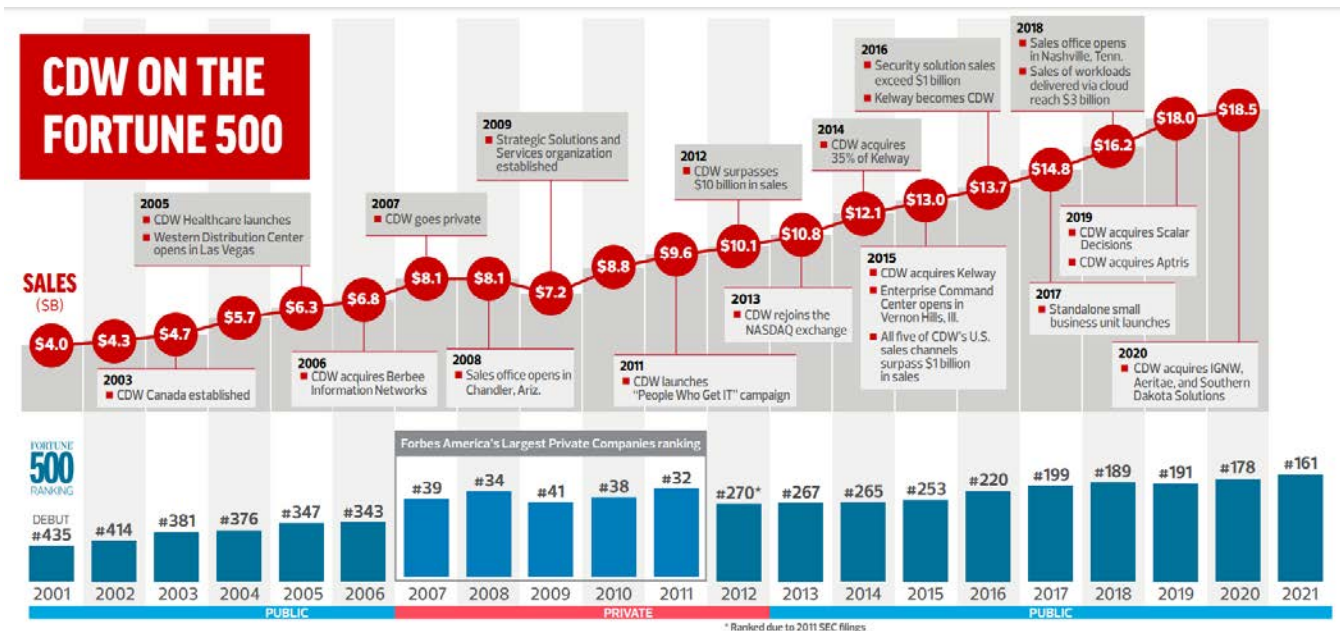 CDW ON THE
FORTUNE 500
SALES
($B)
$4.0
$4.3
$4.7
$5.7
$6.3
$6.8
$8.1
$8.1
$7.2
$8.8
$9.6
$10.1
$10.8
$12.1
$13.0
$13.7
$14.8
$16.2
$18.0
$18.5
2003
CDW Canada established
2005
CDW Healthcare launches
Western Distribution Center
opens in Las Vegas
2006
CDW acquires Berbee
Information Networks
2007
CDW goes private
2008
Sales office opens in
Chandler, Ariz.
2009
Strategic Solutions and
Services organization
established
2011
CDW launches
"People Who Get IT" campaign
2012
CDW surpasses
$10 billion in sales
2013
CDW rejoins the
NASDAQ exchange
2014
CDW acquires
35% of Kelway
2015
CDW acquires Kelway
Enterprise Command
Center opens in
Vernon Hills, Ill.
All five of CDW's U.S.
sales channels
surpass $1 billion
in sales
2016
Security solution sales
exceed $1 billion
Kelway becomes CDW
2017
Standalone small
business unit launches
2018
Sales office opens
in Nashville, Tenn.
Sales of workloads
delivered via cloud
reach $3 billion
2019
CDW acquires Scalar
Decisions
CDW acquires Aptris
2020
CDW acquires IGNW,
Aeritae, and Southern
Dakota Solutions
FORTUNE
500
RANKING
Forbes America's Largest Private Companies ranking
DEBUT
#435
#414
#381
#376
#347
#343
#39
#34
#41
#38
#32
#270*
#267
#265
#253
#220
#199
#189
#191
#178
#161
2001 2002 2003 2004 2005 2006 2007 2008 2009 2010 2011 2012 2013 2014 2015 2016 2017 2018 2019 2020 2021
PUBLIC PRIVATE PUBLIC
* Ranked due to 2011 SEC filings